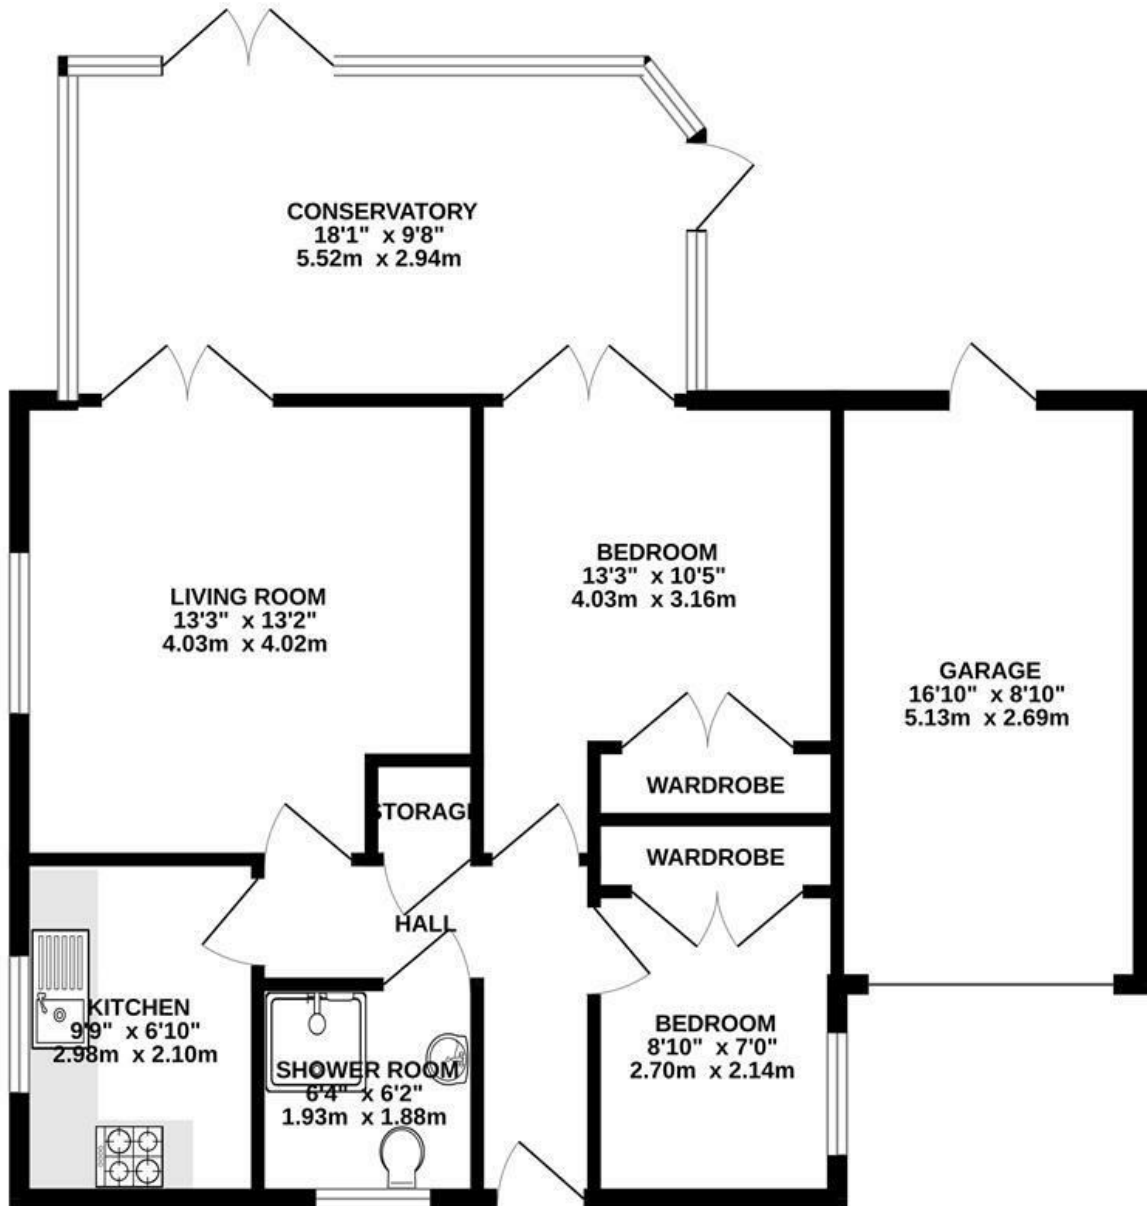 CONSERVATORY
18'1" x 9'8"
5.52m x 2.94m
LIVING ROOM
13'3" x 13'2"
4.03m x 4.02m
BEDROOM
13'3" x 10'5"
4.03m x 3.16m
GARAGE
16'10" x 8'10"
5.13m x 2.69m
WARDROBE
STORAGE
WARDROBE
HALL
KITCHEN
9'9" x 6'10"
2.98m x 2.10m
SHOWER ROOM
6'4" x 6'2"
1.93m x 1.88m
BEDROOM
8'10" x 7'0"
2.70m x 2.14m